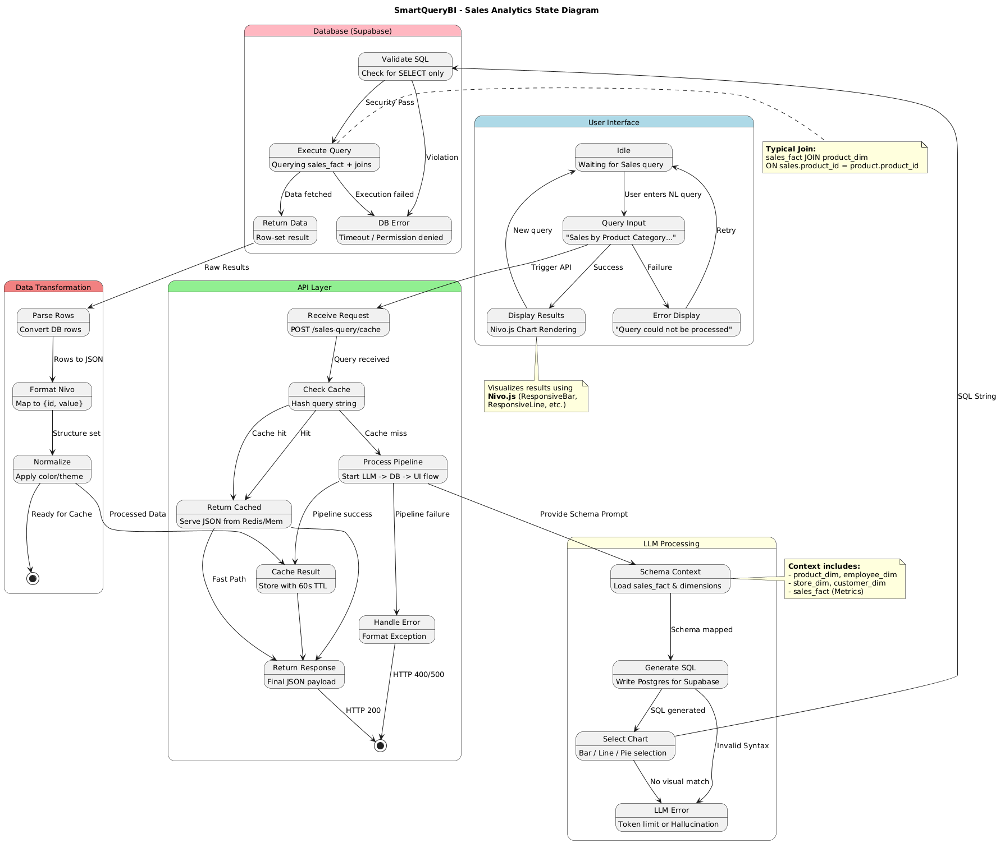 SmartQueryBI - Sales Analytics State Diagram
Database (Supabase)
Validate SQL
Check for SELECT only
Security Pass
Violation
Execute Query
Querying sales_fact + joins
Data fetched
Execution failed
Return Data
Row-set result
DB Error
Timeout / Permission denied
Raw Results
User Interface
Idle
Waiting for Sales query
User enters NL query
Query Input
"Sales by Product Category..."
New query
Retry
Trigger API
Success
Failure
Display Results
Nivo.js Chart Rendering
Error Display
"Query could not be processed"
Visualizes results using
Nivo.js (ResponsiveBar,
ResponsiveLine, etc.)
Typical Join:
sales_fact JOIN product_dim
ON sales.product_id = product.product_id
SQL String
Data Transformation
Parse Rows
Convert DB rows
Rows to JSON
Format Nivo
Map to {id, value}
Structure set
Normalize
Apply color/theme
Ready for Cache
Processed Data
API Layer
Receive Request
POST /sales-query/cache
Query received
Check Cache
Hash query string
Cache hit
Hit
Cache miss
Process Pipeline
Start LLM -> DB -> UI flow
Return Cached
Serve JSON from Redis/Mem
Pipeline success
Pipeline failure
Provide Schema Prompt
Cache Result
Store with 60s TTL
Fast Path
Handle Error
Format Exception
Return Response
Final JSON payload
HTTP 400/500
HTTP 200
LLM Processing
Schema Context
Load sales_fact & dimensions
Context includes:
- product_dim, employee_dim
- store_dim, customer_dim
- sales_fact (Metrics)
Schema mapped
Generate SQL
Write Postgres for Supabase
SQL generated
Invalid Syntax
Select Chart
Bar / Line / Pie selection
No visual match
LLM Error
Token limit or Hallucination